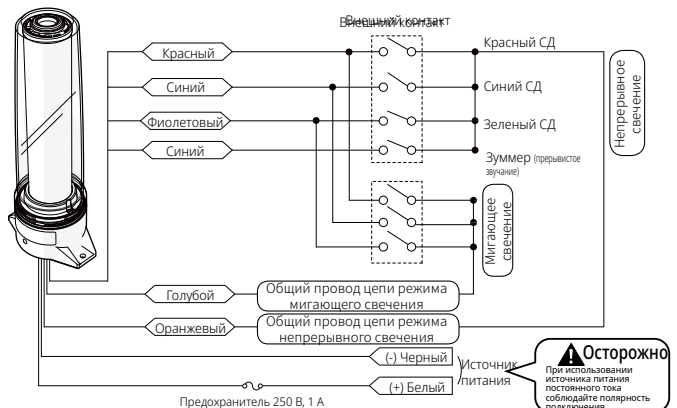 Внешний контакт
Красный
Синий
Фиолетовый
Синий
Красный СД
Синий СД
Зеленый СД
Зуммер (прерывистое
звучание)
Непрерывное
свечение
Мигающее
свечение
Голубой
Общий провод цепи режима
мигающего свечения
Оранжевый
Общий провод цепи режима
непрерывного свечения
(-) Черный
(+) Белый
Источник
питания
Предохранитель 250 В, 1 А
Осторожно
При использовании
источника питания
постоянного тока
соблюдайте полярность
подключения